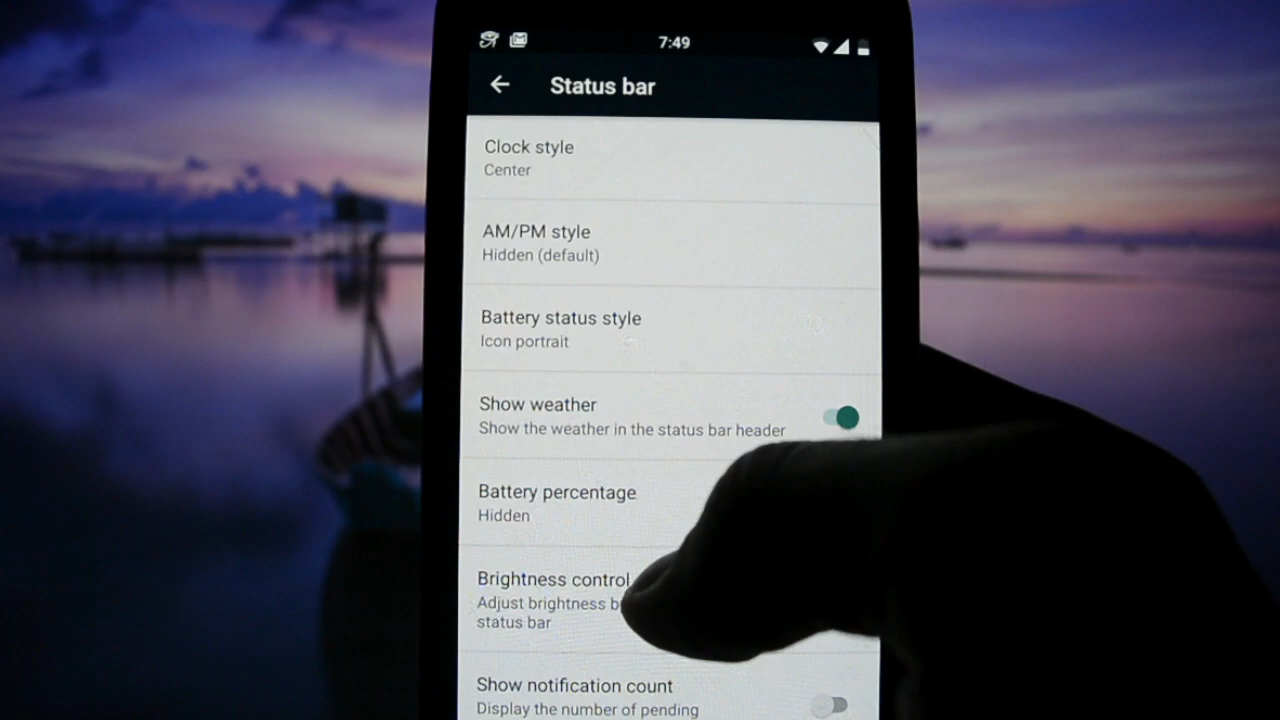 7:49
Status bar
Clock style
Center
AM/PM style
Hidden (default)
Battery status style
Icon portrait
Show weather
Show the weather in the status bar header
Battery percentage
Hidden
Brightness control
Adjust brightness
status bar
Show notification count
Display the number of pending